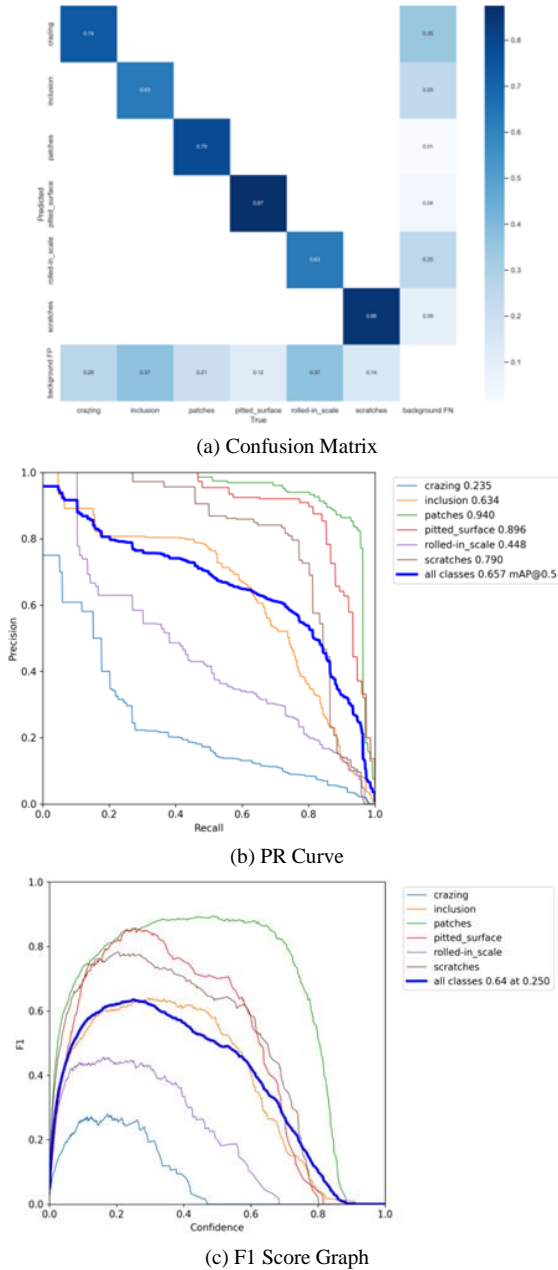 crazing
inclusion
patches
pitted_surface
rolled-in_scale
scratches
background FP
Predicted
0.74 0.35
0.63 0.25
0.79 0.01
0.87 0.04
0.63 0.25
0.86 0.09
0.26 0.37 0.21 0.12 0.37 0.14
crazing inclusion patches pitted_surface rolled-in_scale scratches background FN
True
0.8
0.7
0.6
0.5
0.4
0.3
0.2
0.1
(a) Confusion Matrix
1.0
0.8
0.6
0.4
0.2
0.0
Precision
0.0 0.2 0.4 0.6 0.8 1.0
Recall
crazing 0.235
inclusion 0.634
patches 0.940
pitted_surface 0.896
rolled-in_scale 0.448
scratches 0.790
all classes 0.657 mAP@0.5
(b) PR Curve
1.0
0.8
0.6
0.4
0.2
0.0
F1
0.0 0.2 0.4 0.6 0.8 1.0
Confidence
crazing
inclusion
patches
pitted_surface
rolled-in_scale
scratches
all classes 0.64 at 0.250
(c) F1 Score Graph